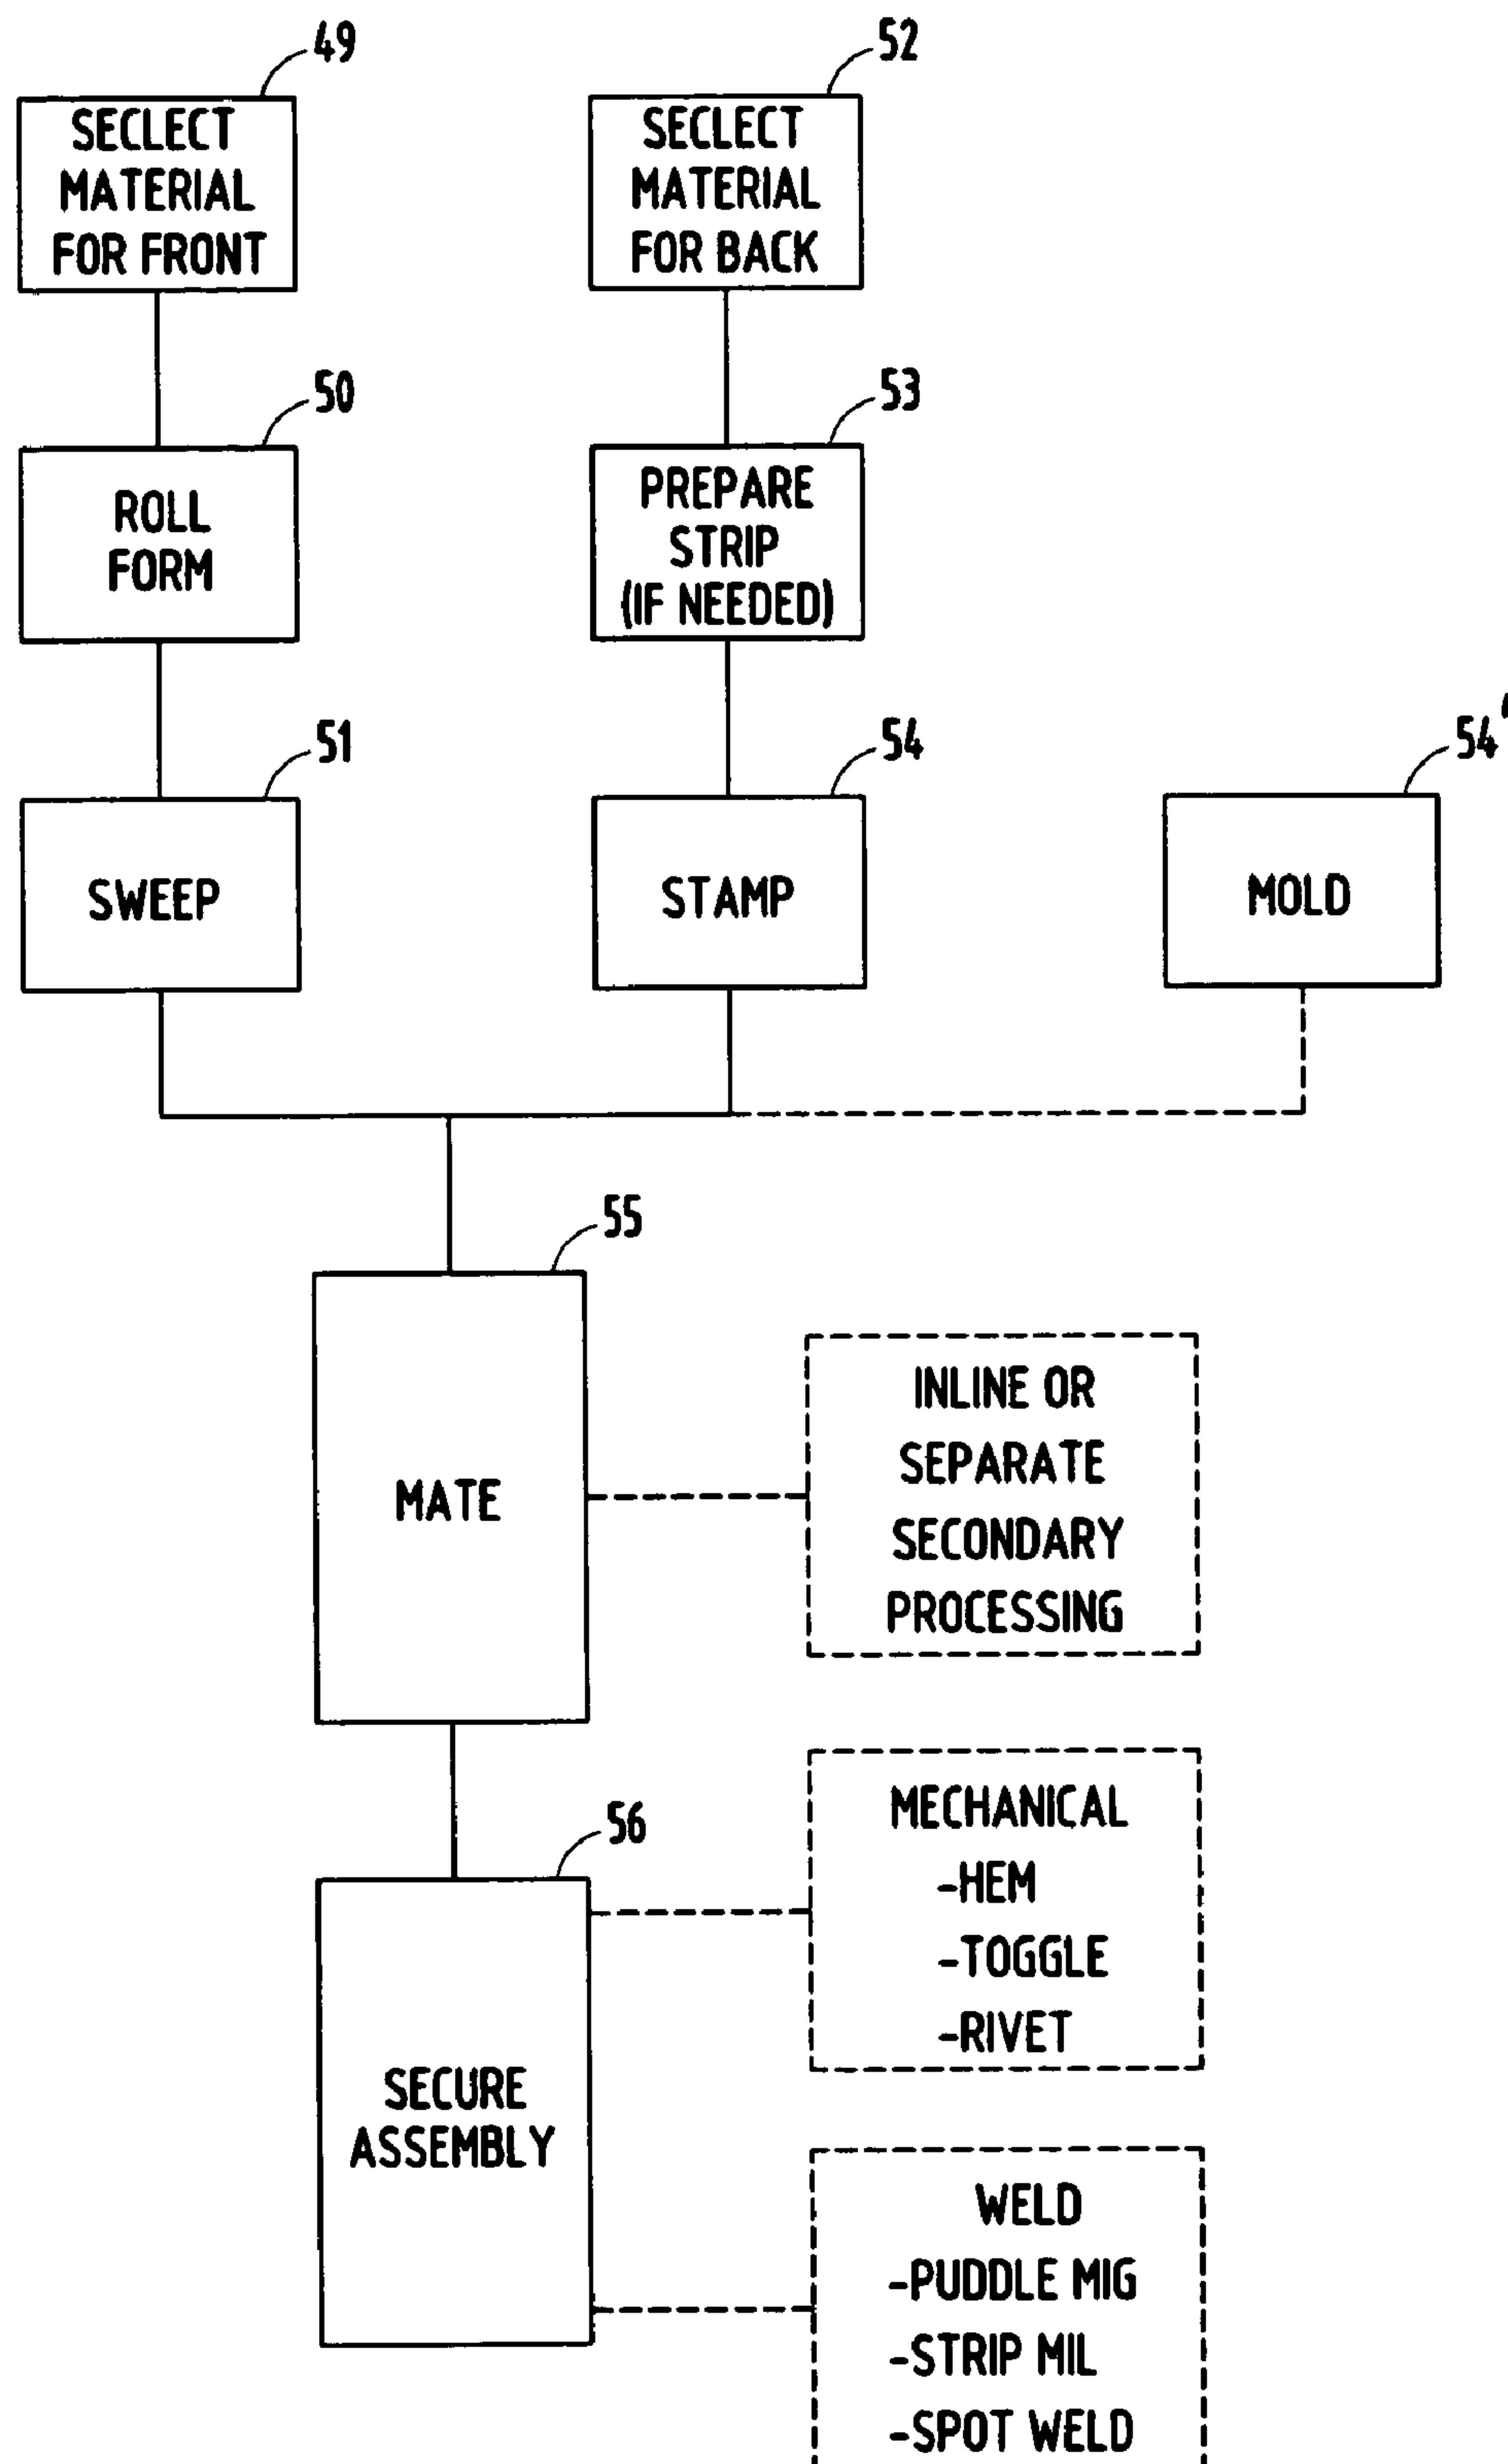 49
SECLECT
MATERIAL
FOR FRONT
52
SECLECT
MATERIAL
FOR BACK
50
ROLL
FORM
53
PREPARE
STRIP
(IF NEEDED)
51
SWEEP
54
STAMP
54'
MOLD
55
MATE
INLINE OR
SEPARATE
SECONDARY
PROCESSING
56
SECURE
ASSEMBLY
MECHANICAL
-HEM
-TOGGLE
-RIVET
WELD
-PUDDLE MIG
-STRIP MIL
-SPOT WELD